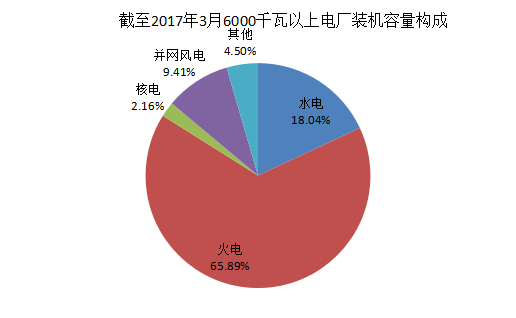 截至2017年3月6000千瓦以上电厂装机容量构成
其他
4.50%
并网风电
9.41%
核电
2.16%
水电
18.04%
火电
65.89%